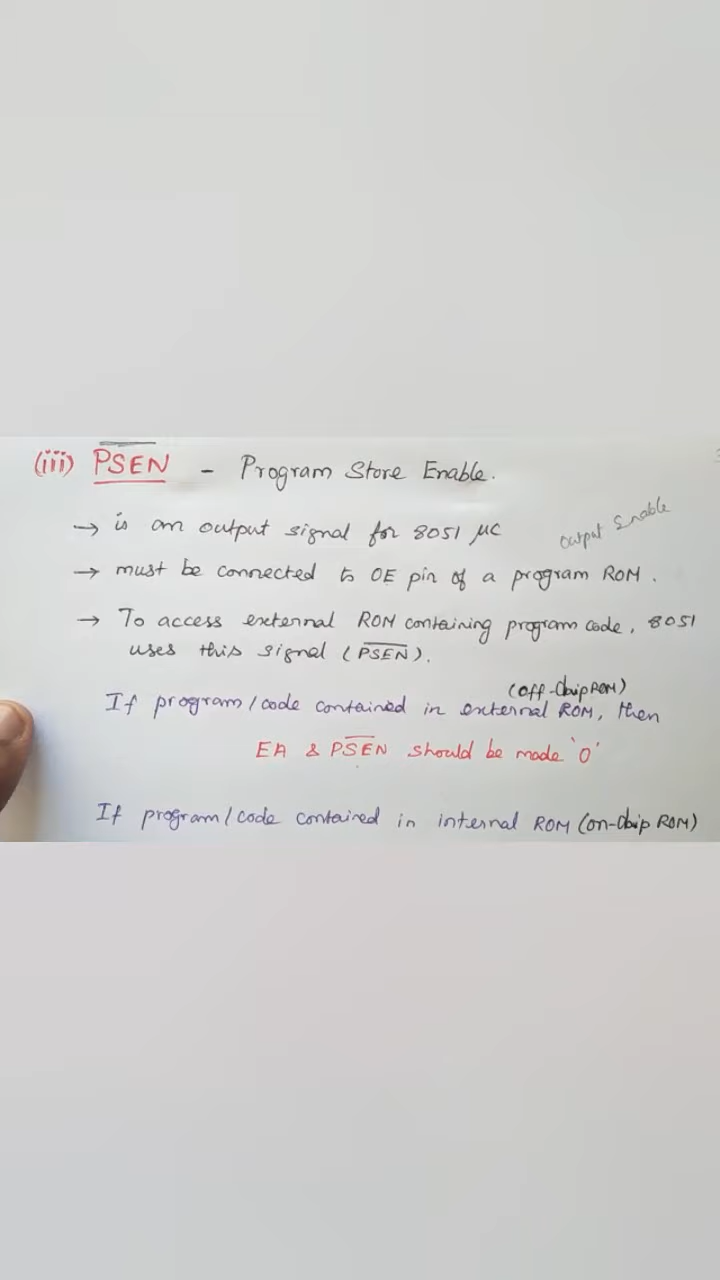 (iii) P̅S̅E̅N̅ - Program Store Enable.
→ is an output signal for 8051 μC
Output Enable
→ must be connected to OE pin of a program ROM.
→ To access external ROM containing program code, 8051
uses this signal (P̅S̅E̅N̅).
(off-Chip ROM)
If program/code contained in external ROM, then
EA & P̅S̅E̅N̅ should be made '0'
If program/code contained in internal ROM (on-Chip ROM)